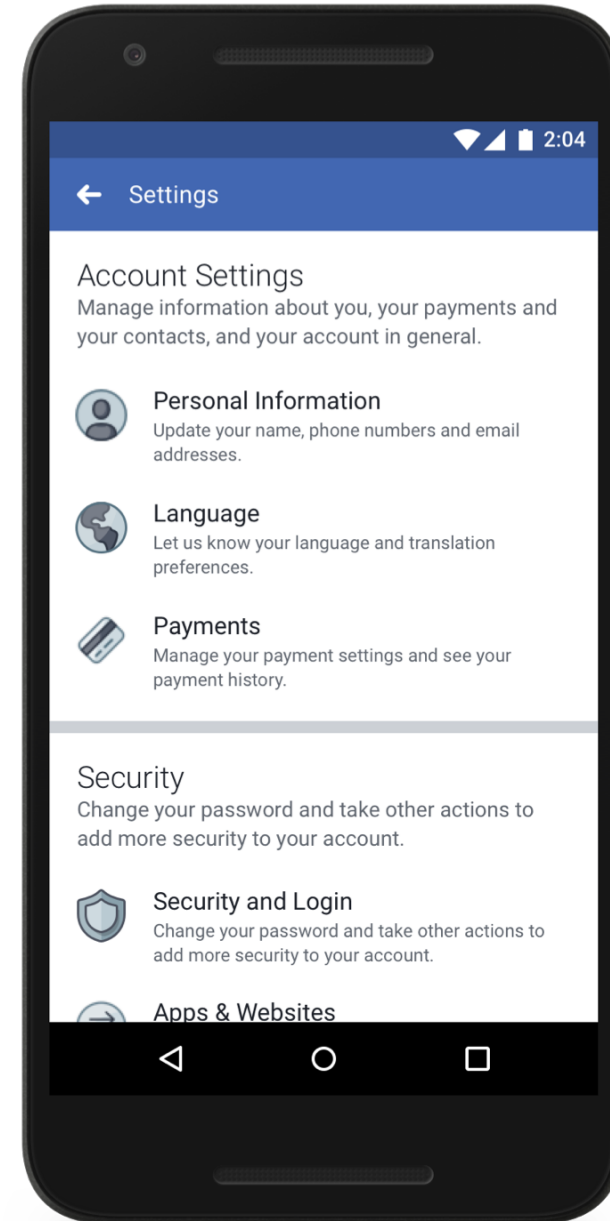 2:04
Settings
Account Settings
Manage information about you, your payments and
your contacts, and your account in general.
Personal Information
Update your name, phone numbers and email
addresses.
Language
Let us know your language and translation
preferences.
Payments
Manage your payment settings and see your
payment history.
Security
Change your password and take other actions to
add more security to your account.
Security and Login
Change your password and take other actions to
add more security to your account.
Apps & Websites